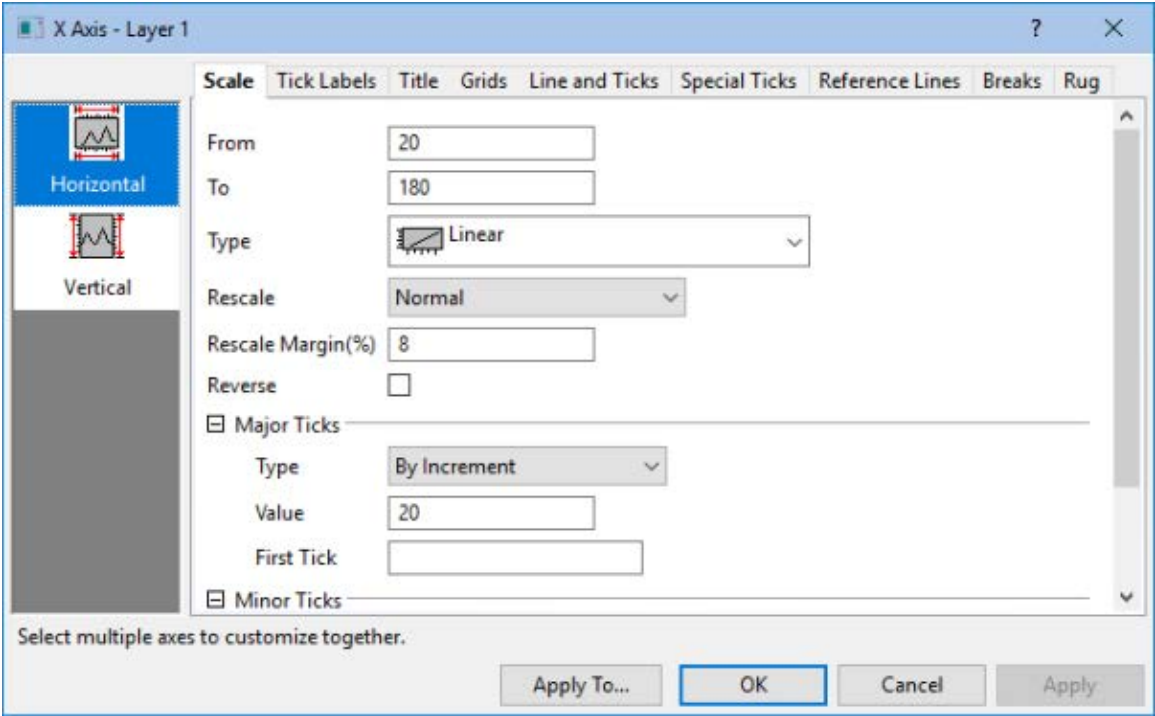 X Axis - Layer 1 ?
Scale Tick Labels Title Grids Line and Ticks Special Ticks Reference Lines Breaks Rug
Horizontal
Vertical
From 20
To 180
Type Linear
Rescale Normal
Rescale Margin(%) 8
Reverse
Major Ticks
Type By Increment
Value 20
First Tick
Minor Ticks
Select multiple axes to customize together.
Apply To... OK Cancel Apply